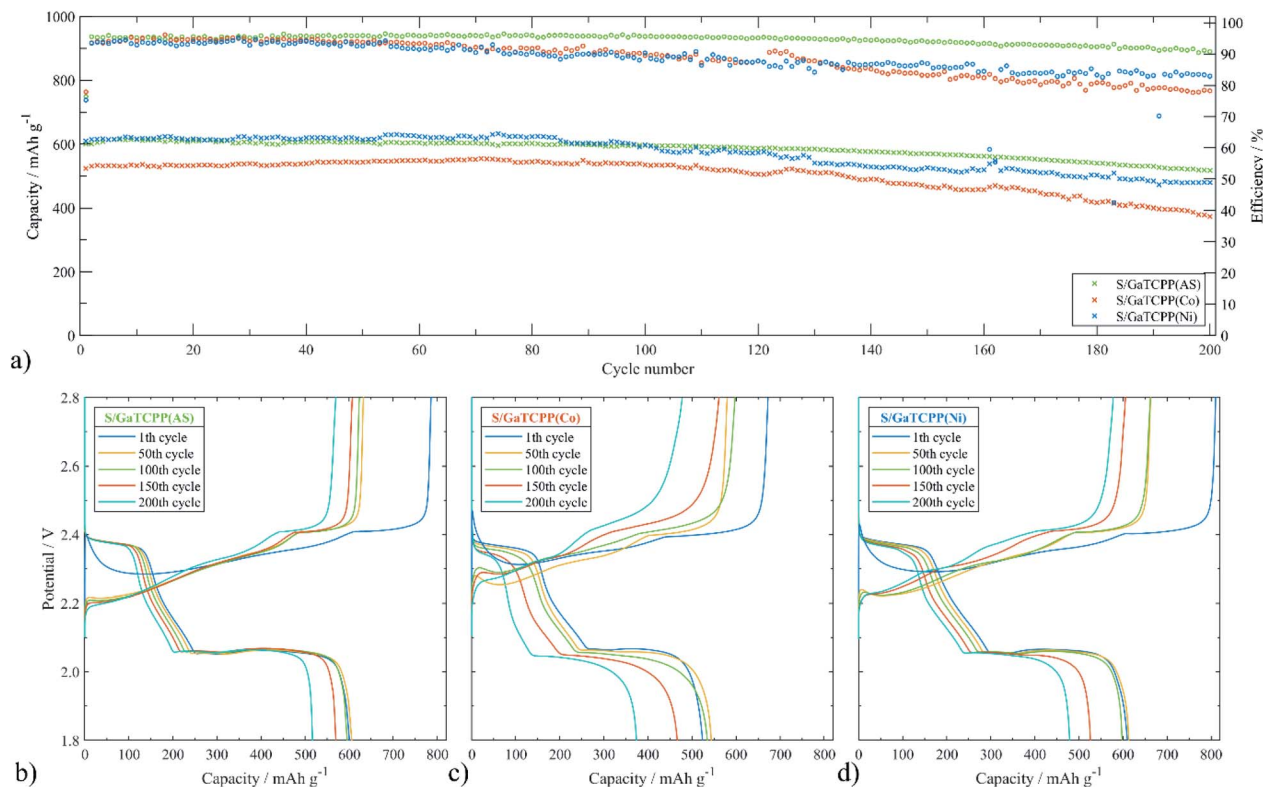 1000
800
600
400
200
0
Capacity / mAh g⁻¹
100
90
80
70
60
50
40
30
20
10
0
Efficiency / %
S/GaTCPP(AS)
S/GaTCPP(Co)
S/GaTCPP(Ni)
0 20 40 60 80 100 120 140 160 180 200
Cycle number
a)
2.8
2.6
2.4
2.2
2.0
1.8
Potential / V
S/GaTCPP(AS)
1th cycle
50th cycle
100th cycle
150th cycle
200th cycle
0 100 200 300 400 500 600 700 800
Capacity / mAh g⁻¹
b)
S/GaTCPP(Co)
1th cycle
50th cycle
100th cycle
150th cycle
200th cycle
0 100 200 300 400 500 600 700 800
Capacity / mAh g⁻¹
c)
S/GaTCPP(Ni)
1th cycle
50th cycle
100th cycle
150th cycle
200th cycle
0 100 200 300 400 500 600 700 800
Capacity / mAh g⁻¹
d)